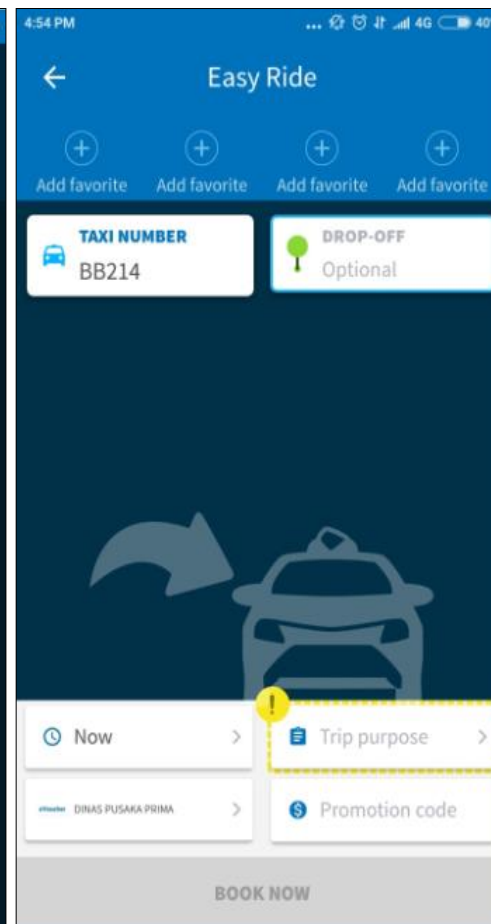 4:54 PM ... 4G 40
Easy Ride
Add favorite Add favorite Add favorite Add favorite
TAXI NUMBER
BB214
DROP-OFF
Optional
!
Now
Trip purpose
DINAS PUSAKA PRIMA
Promotion code
BOOK NOW